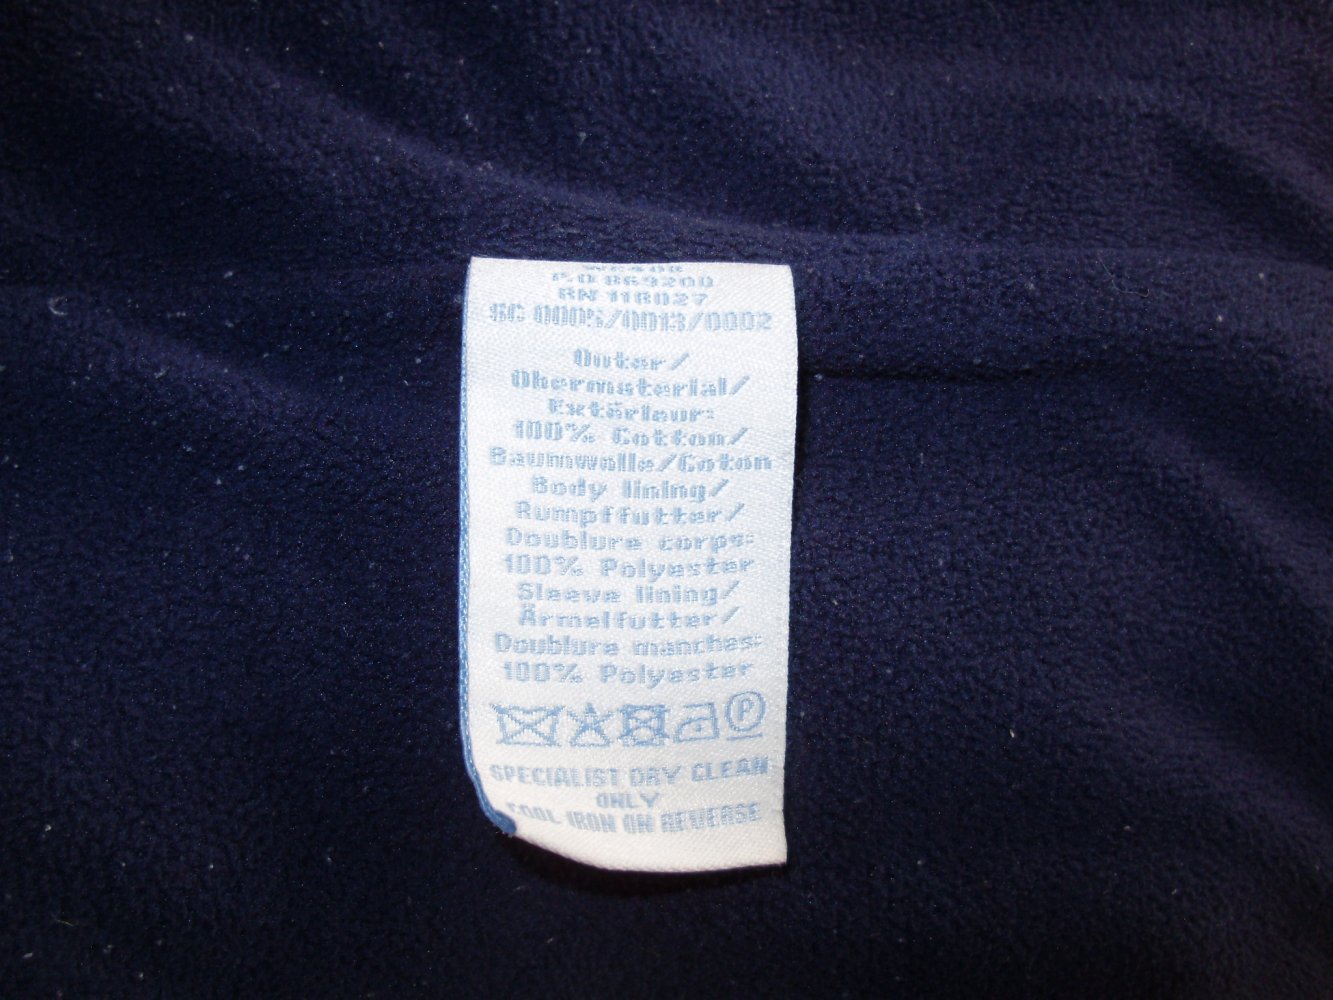 P.O 869200
RN 118027
SC 0005/0013/0002
Outer/
Obermaterial/
Extérieur:
100% Cotton/
Baumwolle/Coton
Body lining/
Rumpffutter/
Doublure corps:
100% Polyester
Sleeve lining/
Ärmelfutter/
Doublure manches:
100% Polyester
P
SPECIALIST DRY CLEAN
ONLY
COOL IRON ON REVERSE